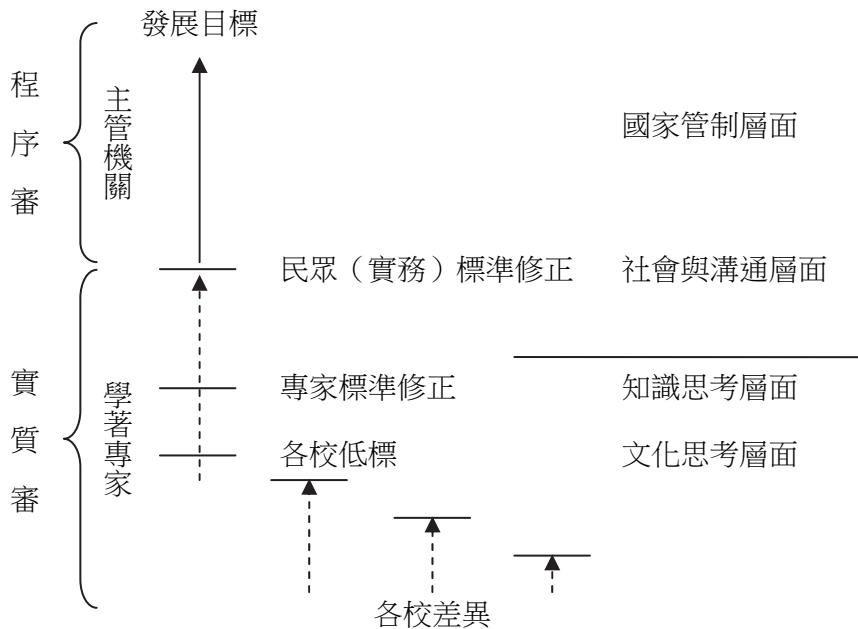 發展目標
程序審
主管機關
國家管制層面
民眾（實務）標準修正
社會與溝通層面
實質審
學著專家
專家標準修正
知識思考層面
各校低標
文化思考層面
各校差異